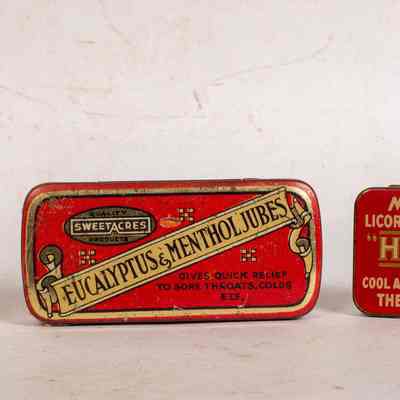 QUALITY
SWEETACRES
PRODUCTS
EUCALYPTUS & MENTHOL JUBES
GIVES QUICK RELIEF
TO SORE THROATS, COLDS
ETC.
LICOR
"H
COOL A
THE